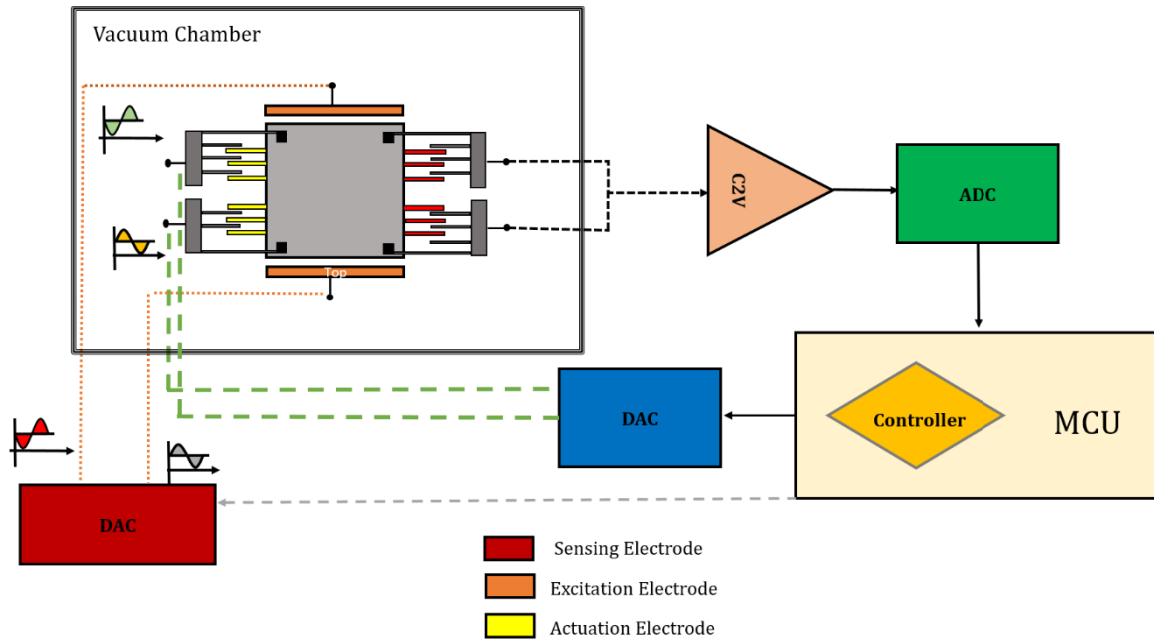 Vacuum Chamber
Top
C2V
ADC
Controller
MCU
DAC
DAC
Sensing Electrode
Excitation Electrode
Actuation Electrode